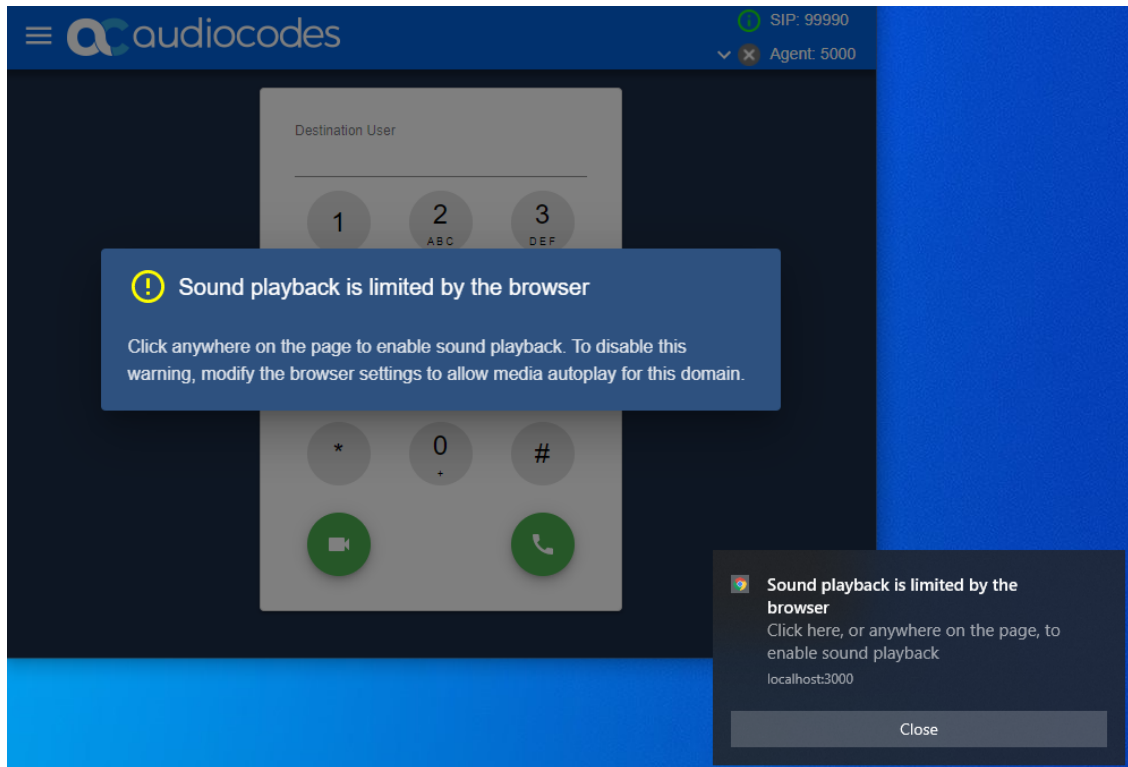 audiocodes
SIP: 99990
Agent: 5000
Destination User
1
2
ABC
3
DEF
Sound playback is limited by the browser
Click anywhere on the page to enable sound playback. To disable this
warning, modify the browser settings to allow media autoplay for this domain.
*
0
+
#
Sound playback is limited by the
browser
Click here, or anywhere on the page, to
enable sound playback
localhost:3000
Close